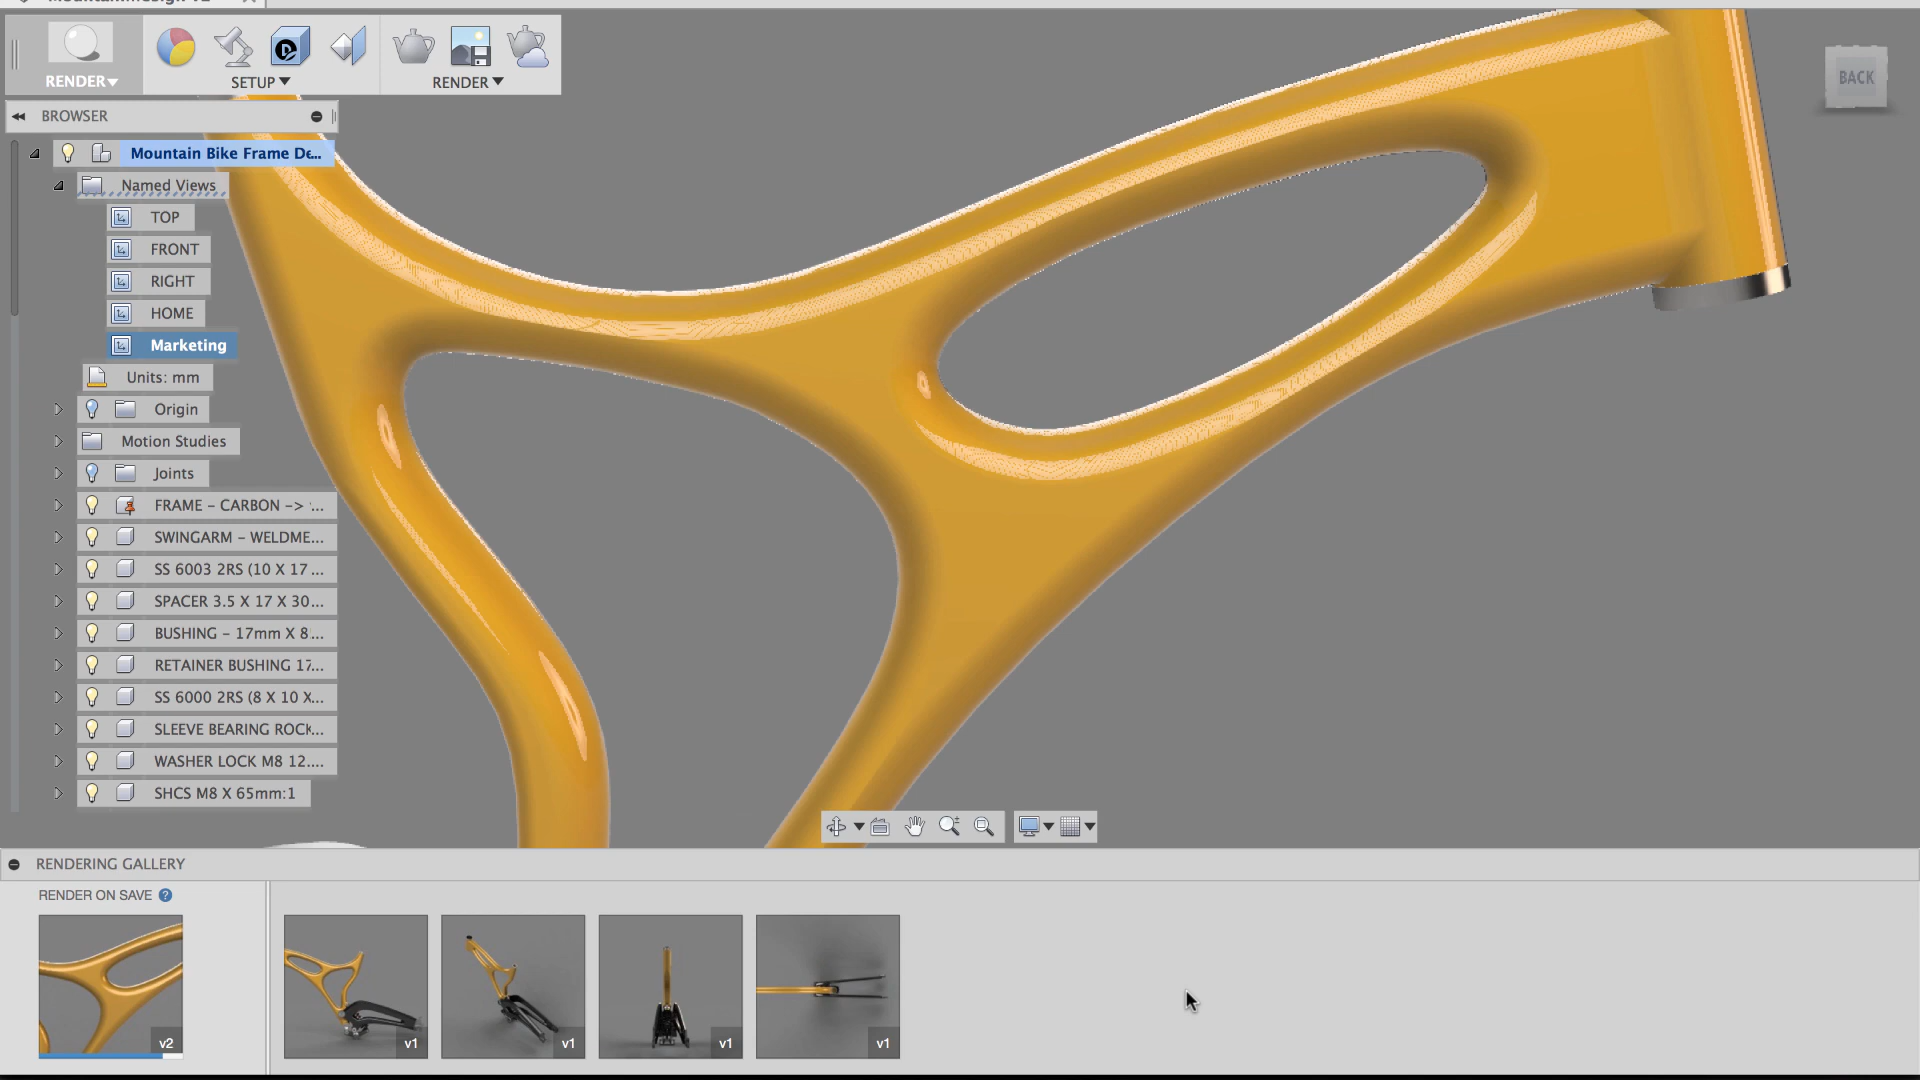 RENDER
SETUP
RENDER
BACK
BROWSER
Mountain Bike Frame De...
Named Views
TOP
FRONT
RIGHT
HOME
Marketing
Units: mm
Origin
Motion Studies
Joints
FRAME - CARBON -> ...
SWINGARM - WELDME...
SS 6003 2RS (10 X 17 ...
SPACER 3.5 X 17 X 30...
BUSHING - 17mm X 8...
RETAINER BUSHING 17...
SS 6000 2RS (8 X 10 X...
SLEEVE BEARING ROCK...
WASHER LOCK M8 12....
SHCS M8 X 65mm:1
RENDERING GALLERY
RENDER ON SAVE ?
v2
v1
v1
v1
v1